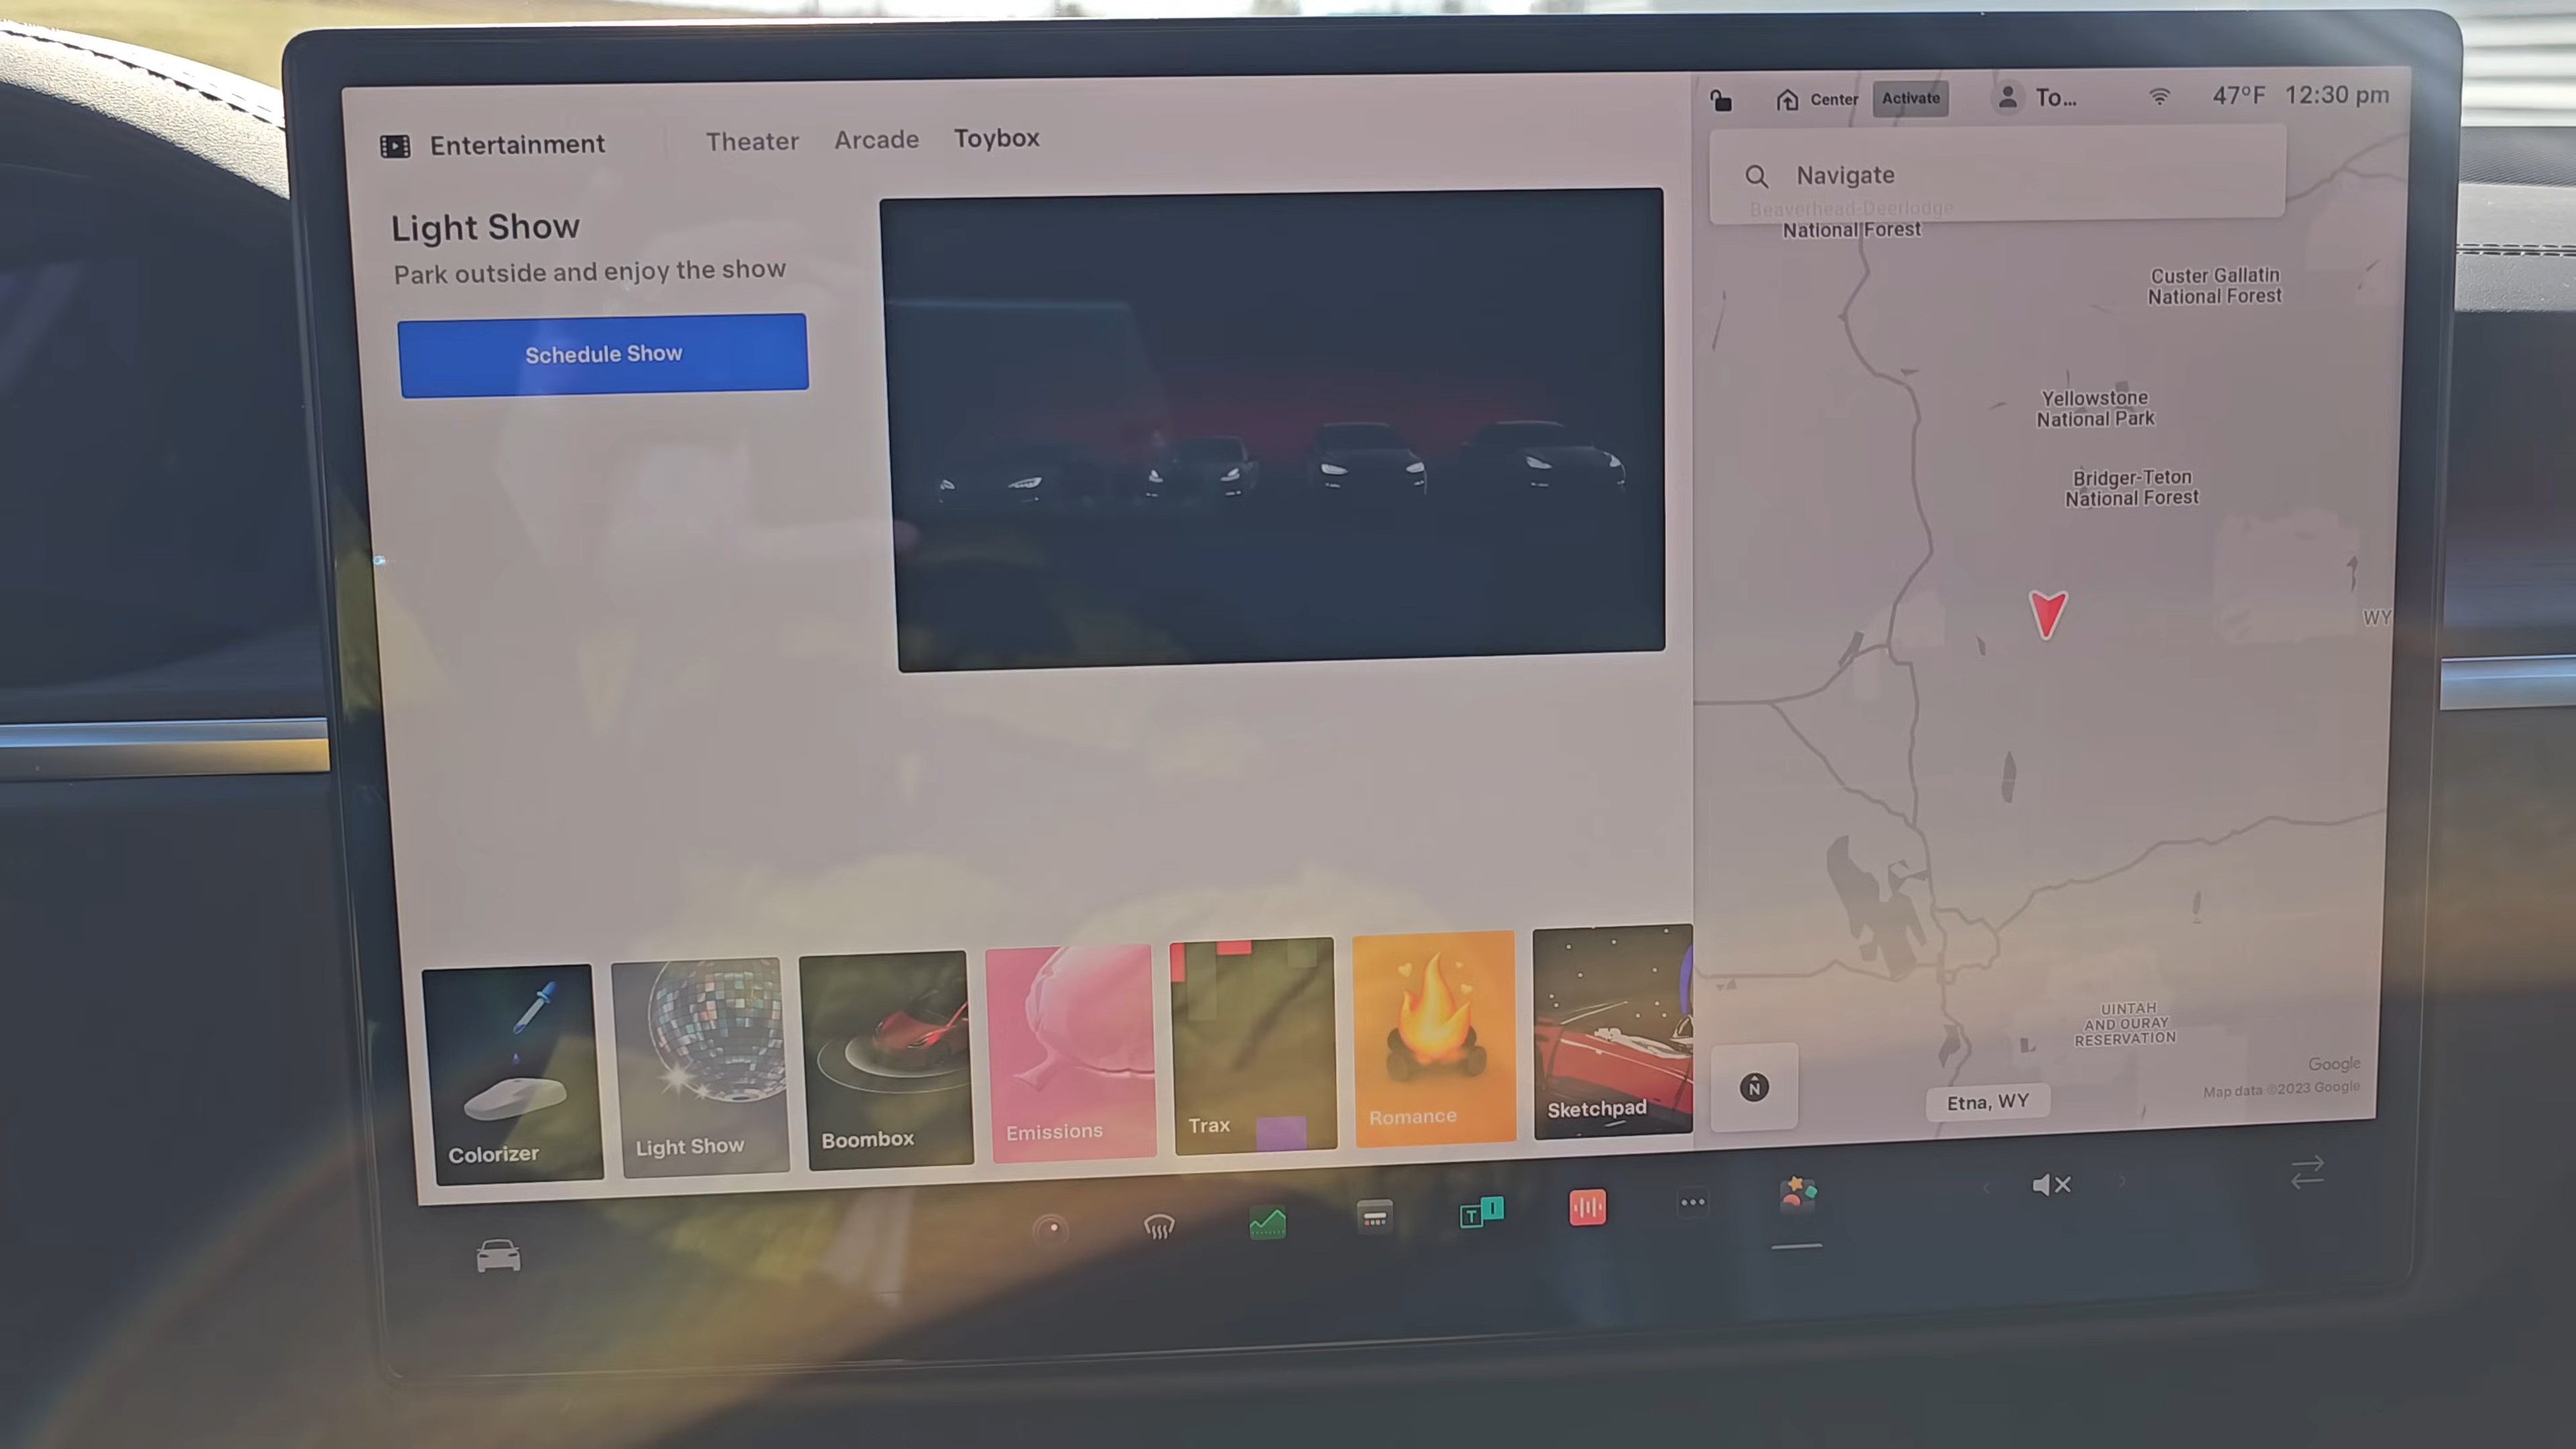 Entertainment
Theater
Arcade
Toybox
Light Show
Park outside and enjoy the show
Schedule Show
Colorizer
Light Show
Boombox
Emissions
Trax
Romance
Sketchpad
Center
Activate
To...
47°F
12:30 pm
Navigate
Beaverhead-Deerlodge
National Forest
Custer Gallatin
National Forest
Yellowstone
National Park
Bridger-Teton
National Forest
WY
UINTAH
AND OURAY
RESERVATION
Google
Map data ©2023 Google
N
Etna, WY
T
I